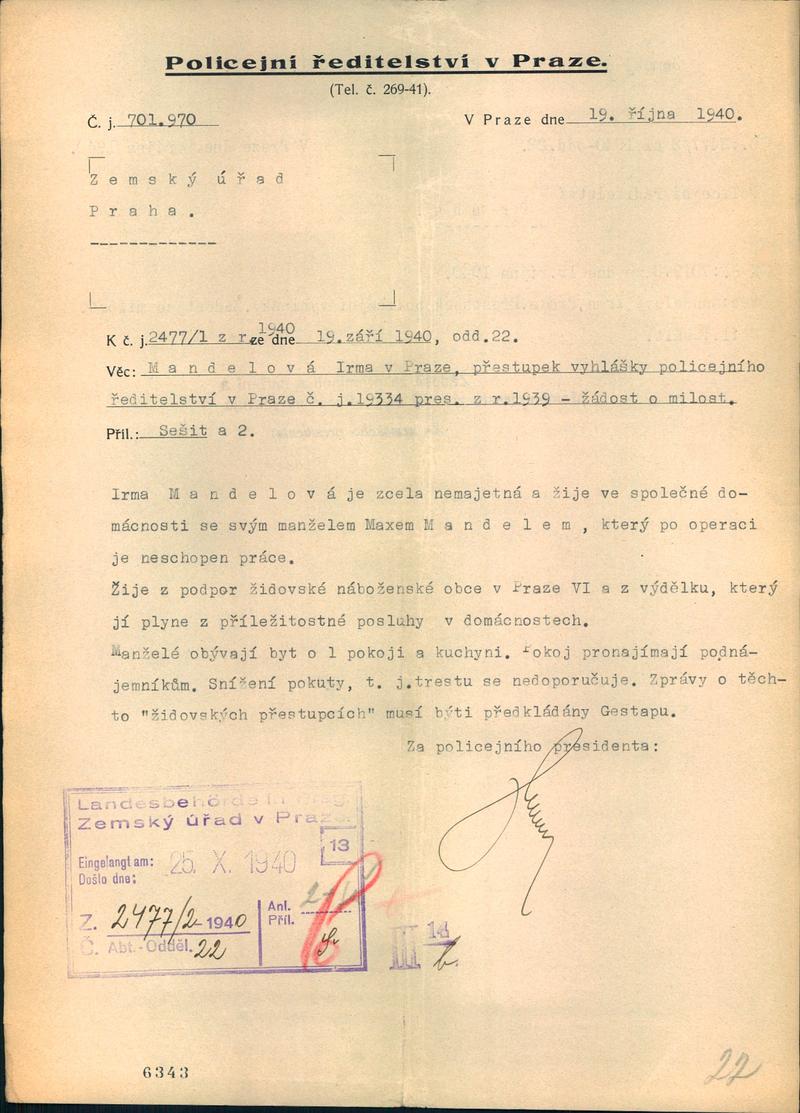 Policejní ředitelství v Praze.
(Tel. č. 269-41).
Č. j. 701.970
V Praze dne 19. října 1940.
Zemský úřad
Praha.
K č. j. 2477/1 z r. 1940 ze dne 19. září 1940, odd. 22.
Věc: Mandelová Irma v Praze, přestupek vyhlášky policejního
ředitelství v Praze č. j. 19334 pres. z r. 1939 - žádost o milost.
Příl.: Sešit a 2.
Irma Mandelová je zcela nemajetná a žije ve společné do-
mácnosti se svým manželem Maxem Mandelem, který po operaci
je neschopen práce.
Žije z podpor židovské náboženské obce v Praze VI a z výdělku, který
jí plyne z příležitostné posluhy v domácnostech.
Manželé obývají byt o 1 pokoji a kuchyni. Pokoj pronajímají podná-
jemníkům. Snížení pokuty, t. j. trestu se nedoporučuje. Zprávy o těch-
to "židovských přestupcích" musí býti předkládány Gestapu.
Za policejního presidenta:
Landesbehörde in Prag
Zemský úřad v Praze
13
Eingelangt am:
Došlo dne:
25. X. 1940
Z. 2477/2-1940
Č. Abt.-Odděl. 22
Anl.
Příl.
III 14
b.
6343
22